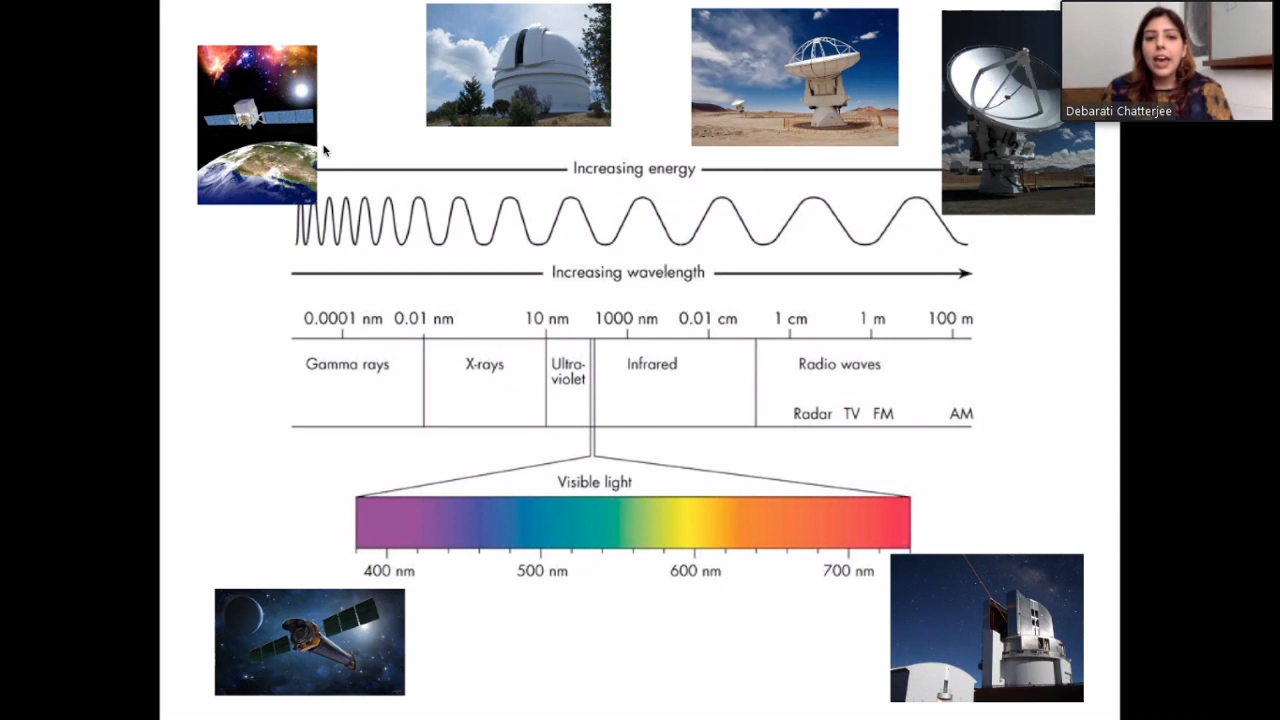 Debarati Chatterjee
Increasing energy
Increasing wavelength
0.0001 nm 0.01 nm 10 nm 1000 nm 0.01 cm 1 cm 1 m 100 m
Gamma rays X-rays Ultra-
violet Infrared Radio waves
Radar TV FM AM
Visible light
400 nm 500 nm 600 nm 700 nm